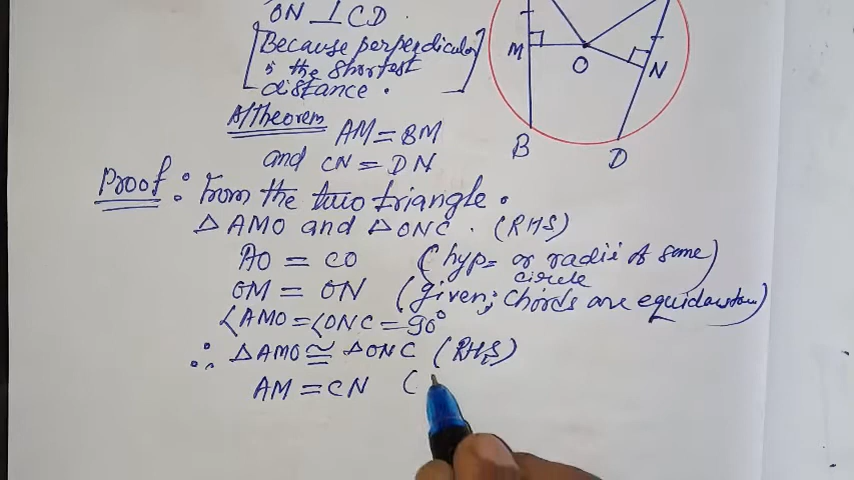 ON ⊥ CD.
[Because perpendicular
is the shortest
distance.]
A/Theorem
AM = BM
and CN = DN
Proof: From the two triangle.
△AMO and △ONC. (RHS)
AO = CO (hyp= or radii of same
circle)
OM = ON (given; chords are equidistan)
∠AMO = ∠ONC = 90°
∴ △AMO ≅ △ONC (RHS)
AM = CN (
M
O
N
B
D